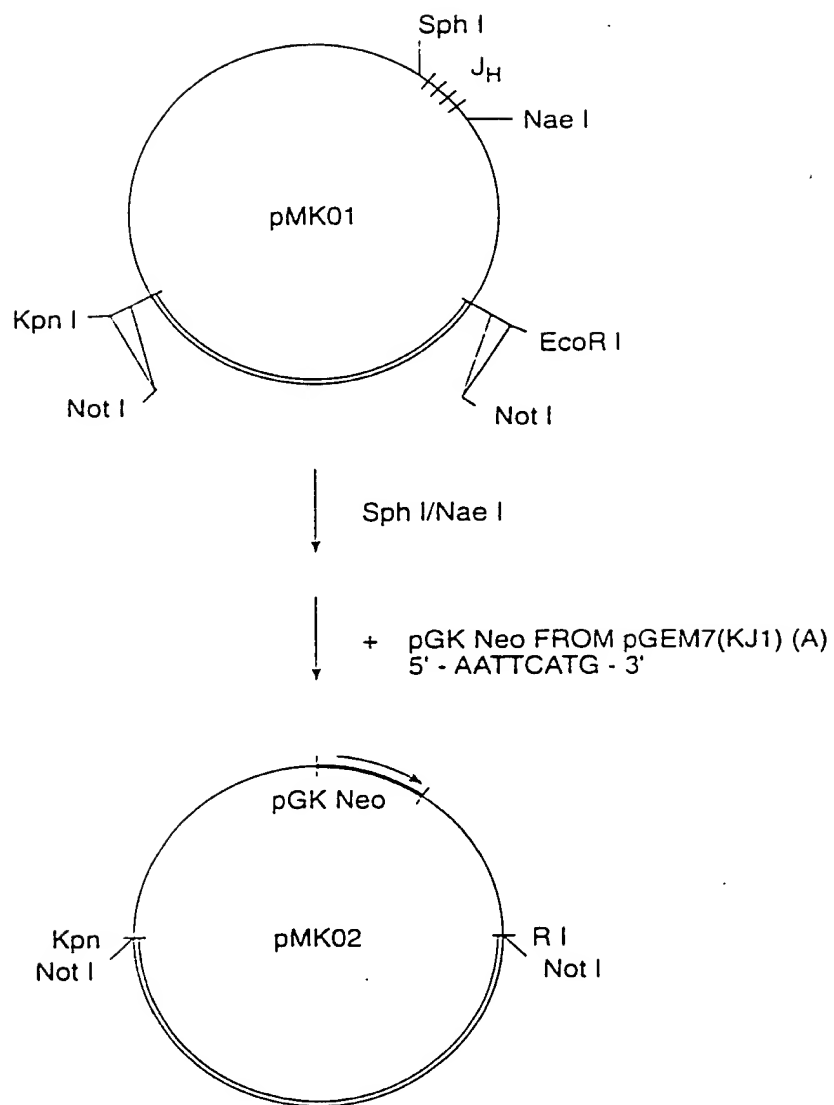 Sph I
JH
Nae I
pMK01
Kpn I
EcoR I
Not I
Not I
Sph I/Nae I
+ pGK Neo FROM pGEM7(KJ1) (A)
5' - AATTCATG - 3'
pGK Neo
Kpn
pMK02
R I
Not I
Not I